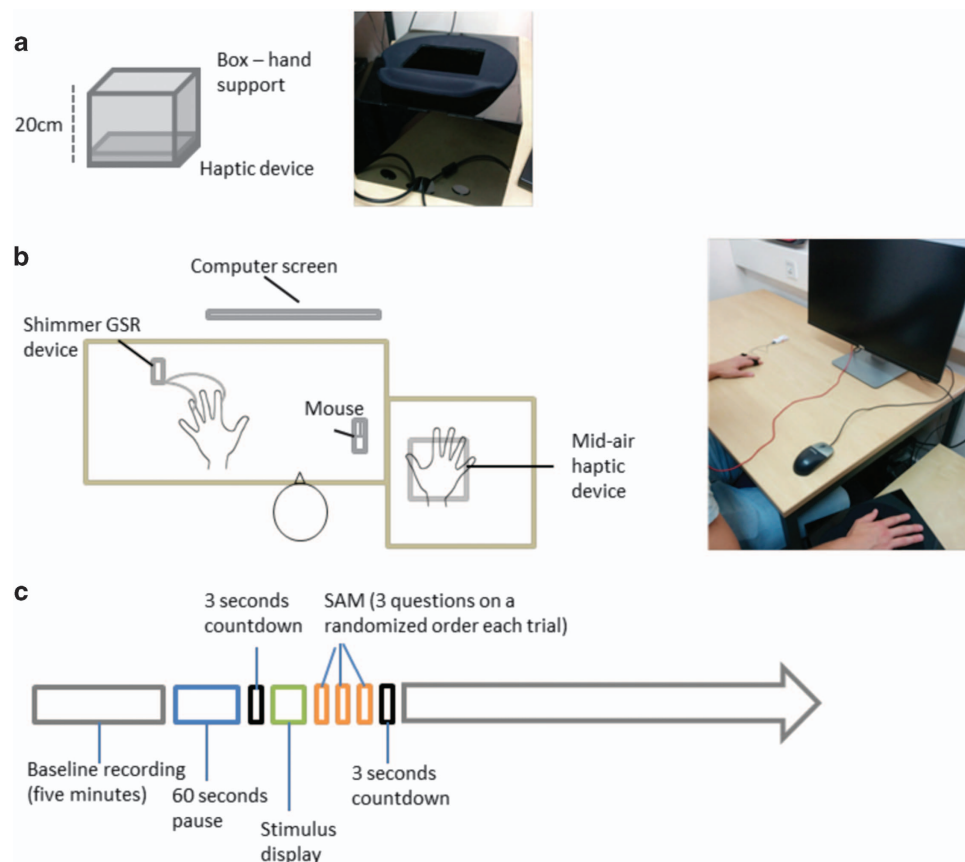 a
Box – hand
support
20cm
Haptic device
b
Computer screen
Shimmer GSR
device
Mouse
Mid-air
haptic
device
c
3 seconds
countdown
SAM (3 questions on a
randomized order each trial)
Baseline recording
(five minutes)
60 seconds
pause
Stimulus
display
3 seconds
countdown